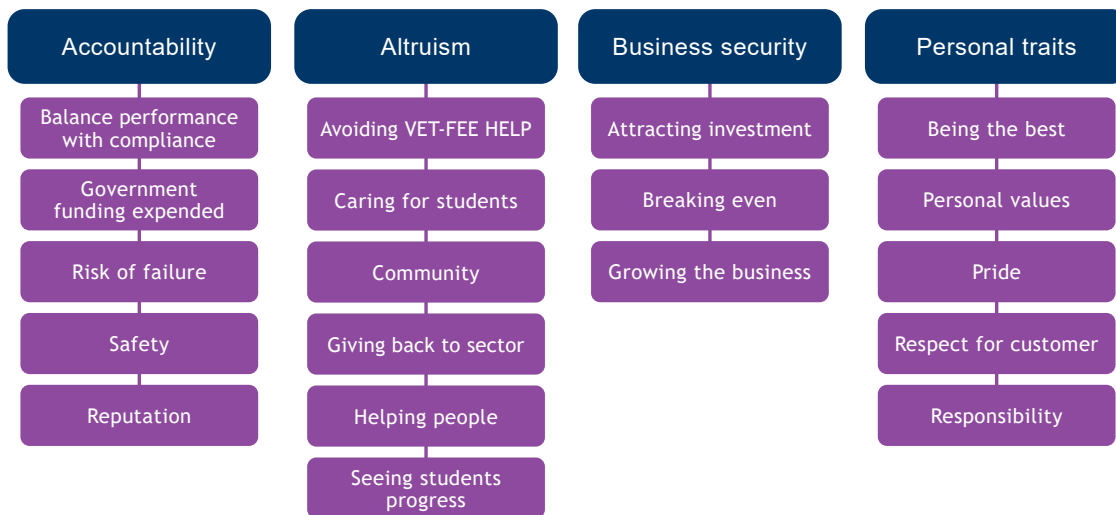 Accountability
Balance performance
with compliance
Government
funding expended
Risk of failure
Safety
Reputation
Altruism
Avoiding VET-FEE HELP
Caring for students
Community
Giving back to sector
Helping people
Seeing students
progress
Business security
Attracting investment
Breaking even
Growing the business
Personal traits
Being the best
Personal values
Pride
Respect for customer
Responsibility